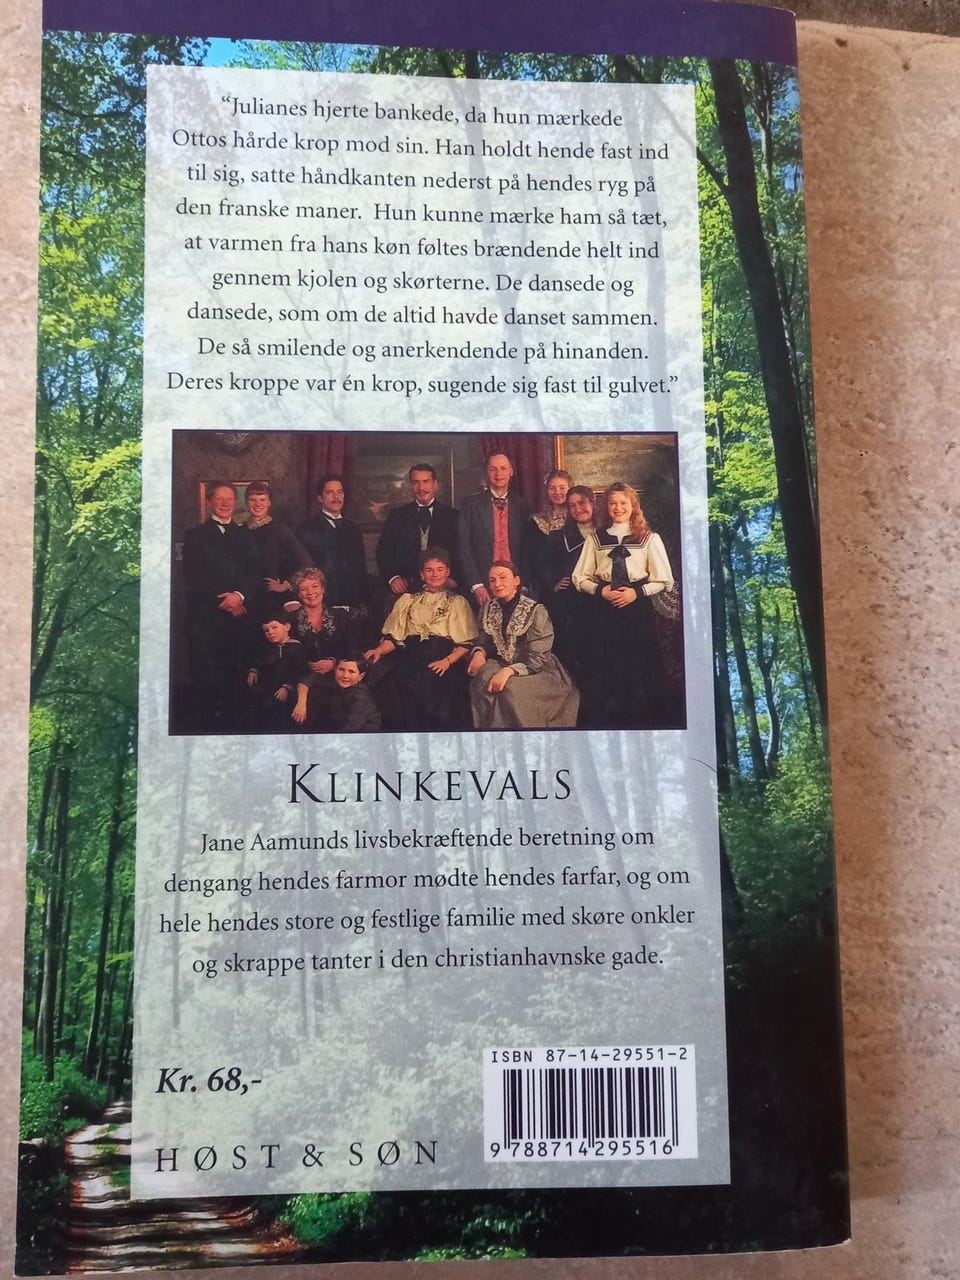 “Julianes hjerte bankede, da hun mærkede
Ottos hårde krop mod sin. Han holdt hende fast ind
til sig, satte håndkanten nederst på hendes ryg på
den franske maner. Hun kunne mærke ham så tæt,
at varmen fra hans køn føltes brændende helt ind
gennem kjolen og skørterne. De dansede og
dansede, som om de altid havde danset sammen.
De så smilende og anerkendende på hinanden.
Deres kroppe var én krop, sugende sig fast til gulvet.”
KLINKEVALS
Jane Aamunds livsbekræftende beretning om
dengang hendes farmor mødte hendes farfar, og om
hele hendes store og festlige familie med skøre onkler
og skrappe tanter i den christianhavnske gade.
Kr. 68,-
HØST & SØN
ISBN 87-14-29551-2
9 788714 295516